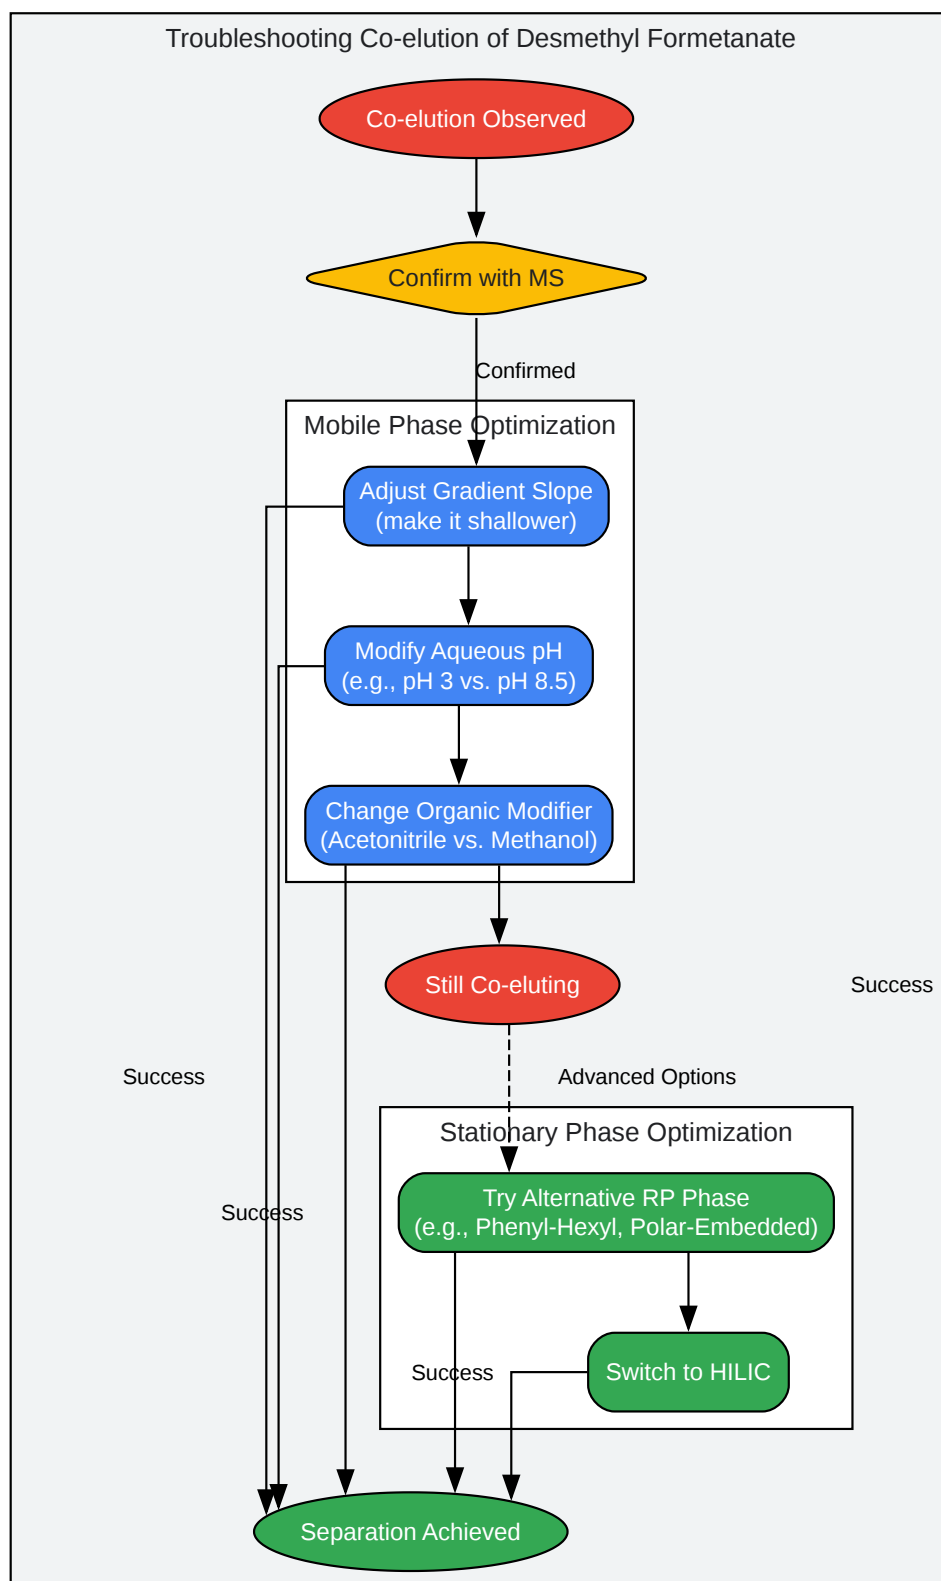 Troubleshooting Co-elution of Desmethyl Formetanate
Co-elution Observed
Confirm with MS
Confirmed
Mobile Phase Optimization
Adjust Gradient Slope
(make it shallower)
Modify Aqueous pH
(e.g., pH 3 vs. pH 8.5)
Change Organic Modifier
(Acetonitrile vs. Methanol)
Still Co-eluting
Success
Success
Advanced Options
Stationary Phase Optimization
Try Alternative RP Phase
(e.g., Phenyl-Hexyl, Polar-Embedded)
Success
Success
Switch to HILIC
Separation Achieved